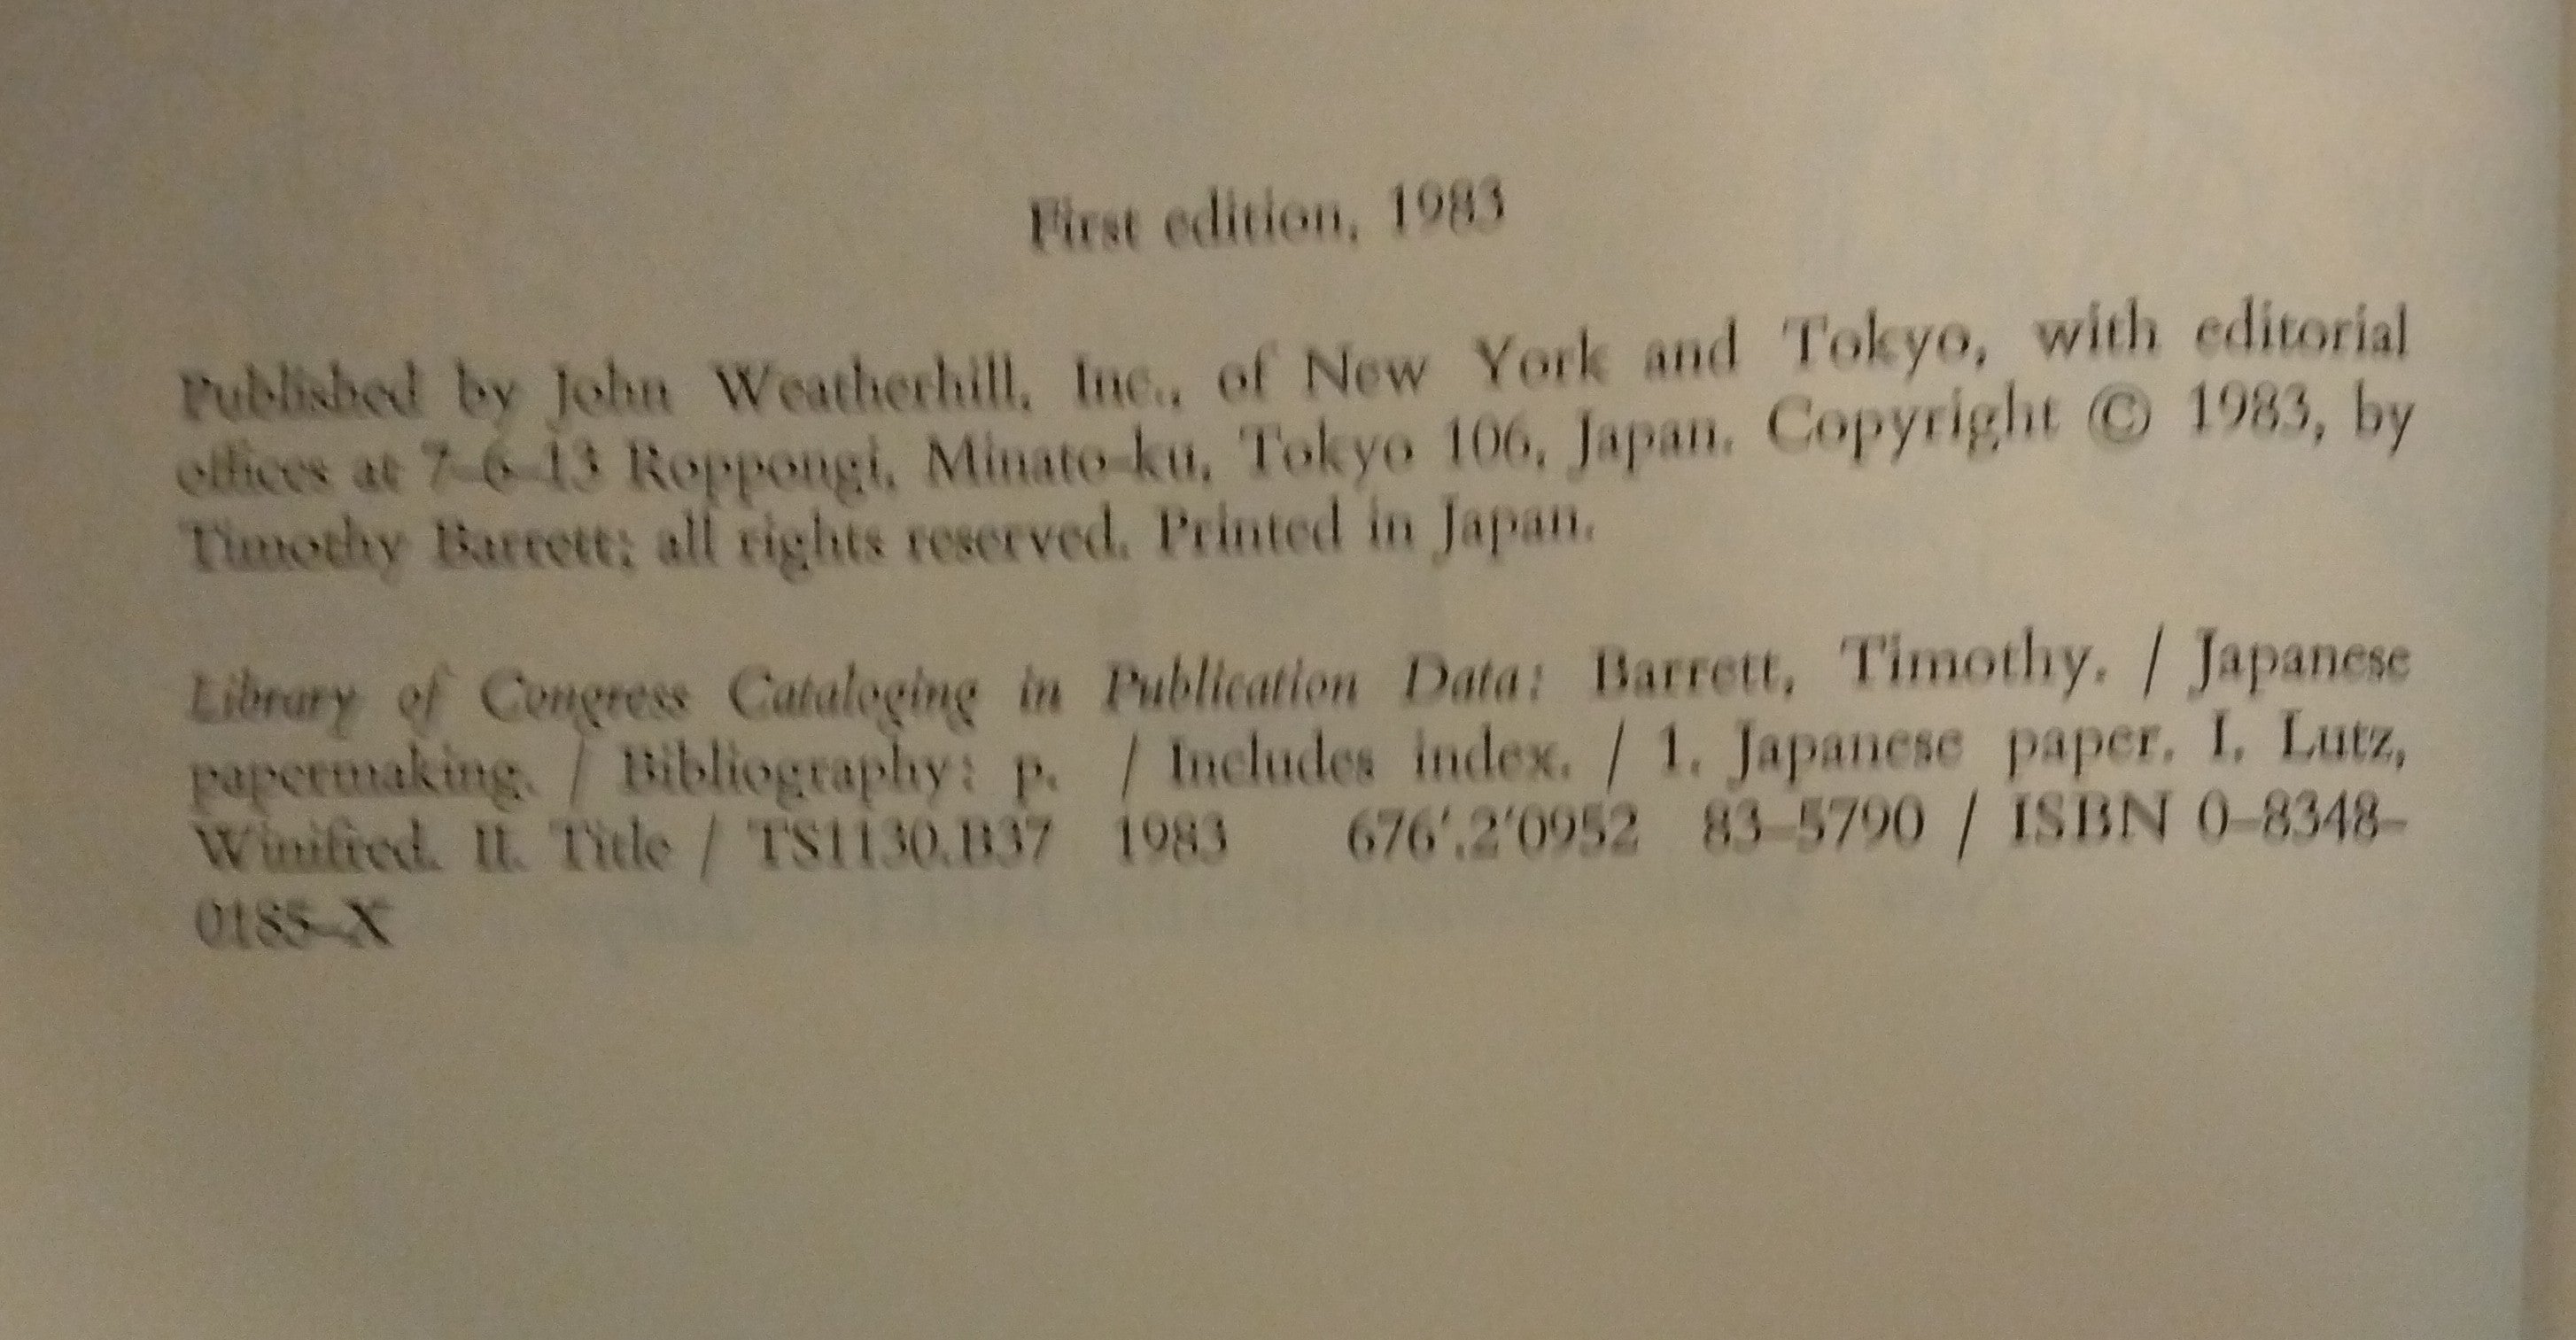 First edition, 1983
Published by John Weatherhill, Inc., of New York and Tokyo, with editorial
offices at 7–6–13 Roppongi, Minato-ku, Tokyo 106, Japan. Copyright © 1983, by
Timothy Barrett; all rights reserved. Printed in Japan.
Library of Congress Cataloging in Publication Data: Barrett, Timothy. / Japanese
papermaking. / Bibliography: p. / Includes index. / 1. Japanese paper. I. Lutz,
Winifred. II. Title / TS1130.B37 1983 676′.2′0952 83–5790 / ISBN 0–8348–
0185–X